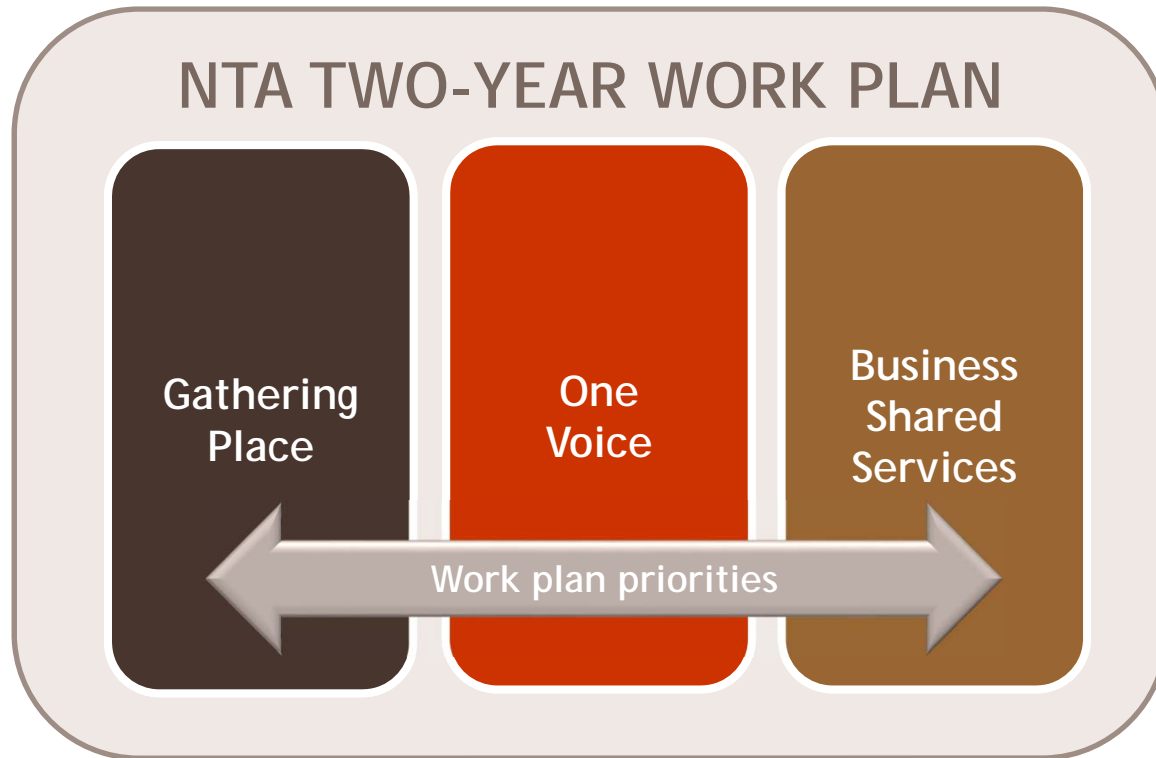 NTA TWO-YEAR WORK PLAN
Gathering
Place
One
Voice
Business
Shared
Services
Work plan priorities